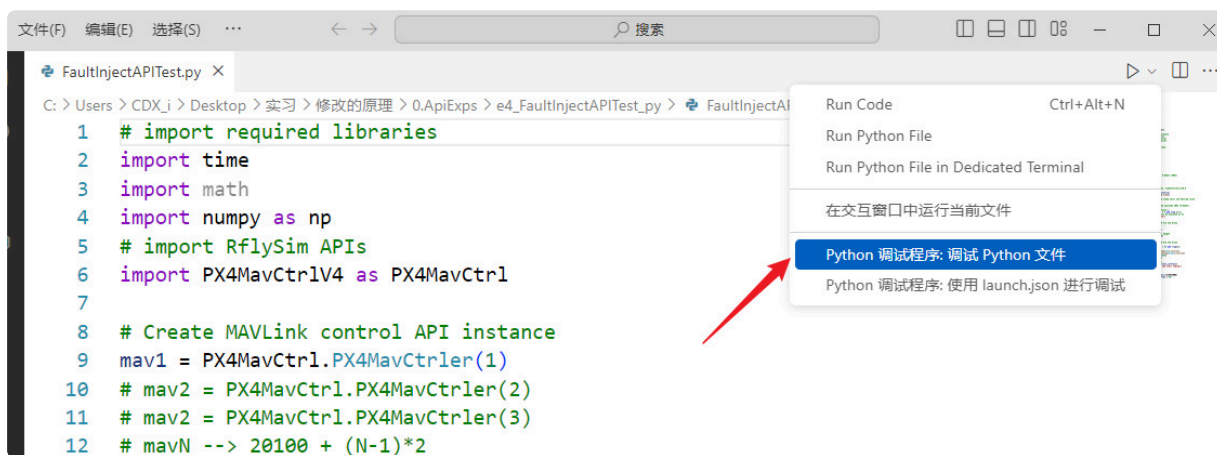 文件(F) 编辑(E) 选择(S) ··· 搜索
FaultInjectAPITest.py
C: > Users > CDX_i > Desktop > 实习 > 修改的原理 > 0.ApiExps > e4_FaultInjectAPITest_py > FaultInjectAF
Run Code Ctrl+Alt+N
Run Python File
Run Python File in Dedicated Terminal
在交互窗口中运行当前文件
Python 调试程序: 调试 Python 文件
Python 调试程序: 使用 launch.json 进行调试
1 # import required libraries
2 import time
3 import math
4 import numpy as np
5 # import RflySim APIs
6 import PX4MavCtrlV4 as PX4MavCtrl
7
8 # Create MAVLink control API instance
9 mav1 = PX4MavCtrl.PX4MavCtrler(1)
10 # mav2 = PX4MavCtrl.PX4MavCtrler(2)
11 # mav2 = PX4MavCtrl.PX4MavCtrler(3)
12 # mavN --> 20100 + (N-1)*2